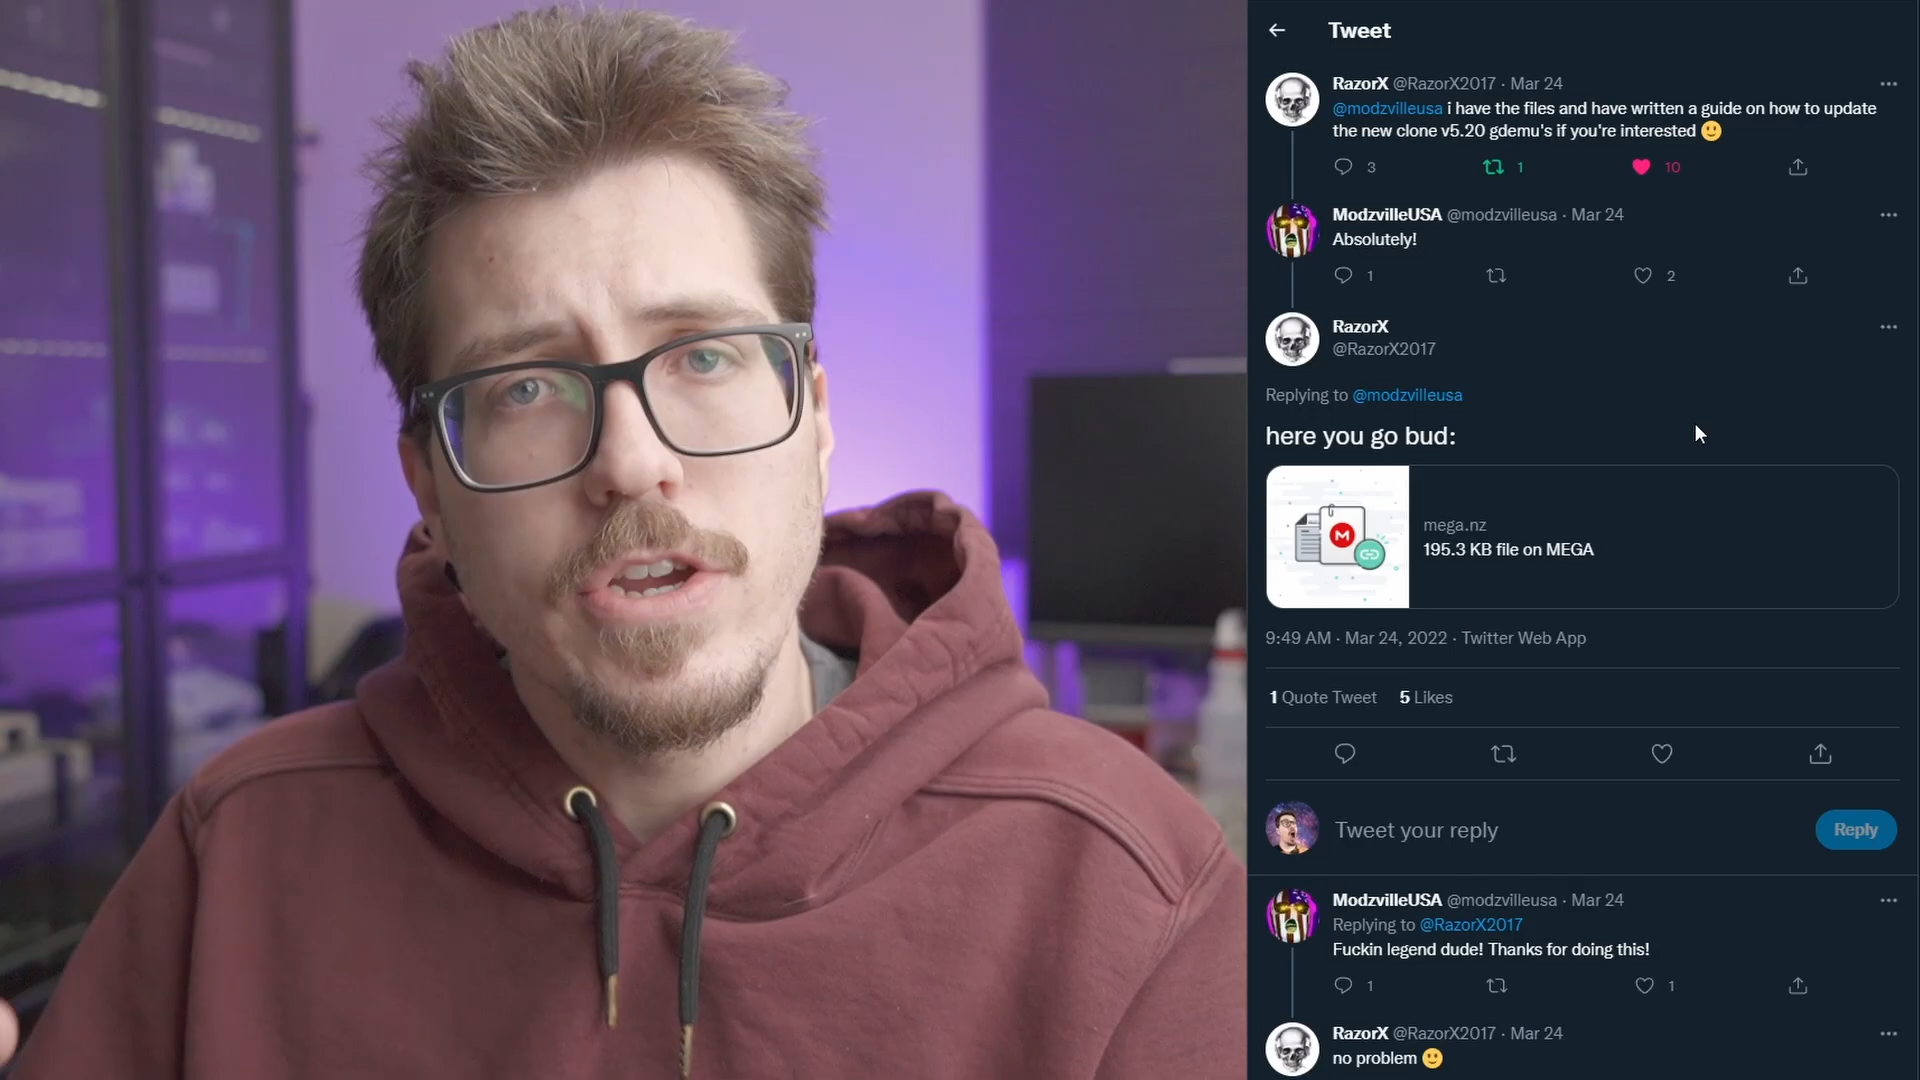 Tweet
RazorX @RazorX2017 · Mar 24
@modzvilleusa i have the files and have written a guide on how to update
the new clone v5.20 gdemu's if you're interested 🙂
3 1 10
ModzvilleUSA @modzvilleusa · Mar 24
Absolutely!
1 2
RazorX
@RazorX2017
Replying to @modzvilleusa
here you go bud:
M
mega.nz
195.3 KB file on MEGA
9:49 AM · Mar 24, 2022 · Twitter Web App
1 Quote Tweet 5 Likes
Tweet your reply
Reply
ModzvilleUSA @modzvilleusa · Mar 24
Replying to @RazorX2017
Fuckin legend dude! Thanks for doing this!
1 1
RazorX @RazorX2017 · Mar 24
no problem 🙂